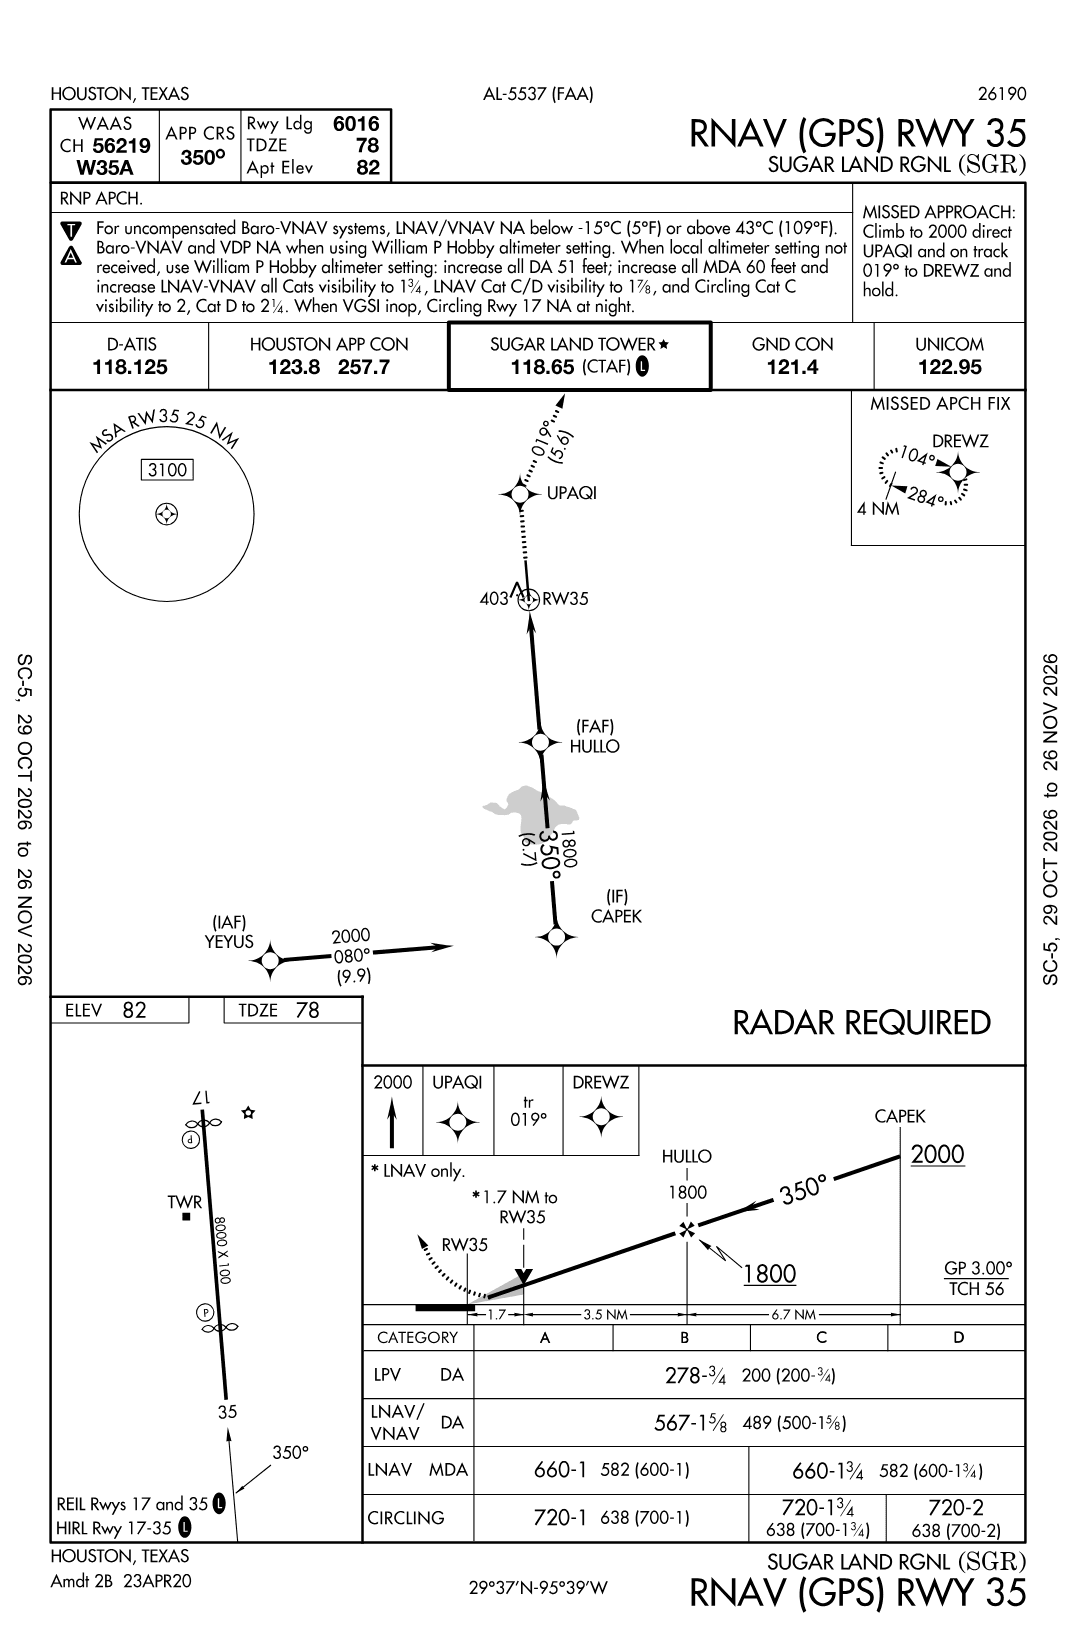 HOUSTON, TEXAS
AL-5537 (FAA)
26190
WAAS
CH 56219
W35A
APP CRS
350°
Rwy Ldg 6016
TDZE 78
Apt Elev 82
RNAV (GPS) RWY 35
SUGAR LAND RGNL (SGR)
RNP APCH.
T
A
For uncompensated Baro-VNAV systems, LNAV/VNAV NA below -15°C (5°F) or above 43°C (109°F).
Baro-VNAV and VDP NA when using William P Hobby altimeter setting. When local altimeter setting not
received, use William P Hobby altimeter setting: increase all DA 51 feet; increase all MDA 60 feet and
increase LNAV-VNAV all Cats visibility to 1¾, LNAV Cat C/D visibility to 1⅞, and Circling Cat C
visibility to 2, Cat D to 2¼. When VGSI inop, Circling Rwy 17 NA at night.
MISSED APPROACH:
Climb to 2000 direct
UPAQI and on track
019° to DREWZ and
hold.
D-ATIS
118.125
HOUSTON APP CON
123.8 257.7
SUGAR LAND TOWER★
118.65 (CTAF) L
GND CON
121.4
UNICOM
122.95
MSA RW35 25 NM
3100
019°
(5.6)
UPAQI
MISSED APCH FIX
DREWZ
104°
284°
4 NM
403
RW35
(FAF)
HULLO
1800
350°
(6.7)
(IF)
CAPEK
(IAF)
YEYUS
2000
080°
(9.9)
RADAR REQUIRED
SC-5, 29 OCT 2026 to 26 NOV 2026
SC-5, 29 OCT 2026 to 26 NOV 2026
ELEV 82
TDZE 78
17
P
TWR
8000 X 100
P
35
350°
REIL Rwys 17 and 35 L
HIRL Rwy 17-35 L
2000
UPAQI
tr
019°
DREWZ
* LNAV only.
*1.7 NM to
RW35
RW35
HULLO
1800
CAPEK
2000
350°
1800
GP 3.00°
TCH 56
1.7
3.5 NM
6.7 NM
CATEGORY A B C D
LPV DA 278-¾ 200 (200-¾)
LNAV/
VNAV DA 567-1⅝ 489 (500-1⅝)
LNAV MDA 660-1 582 (600-1) 660-1¾ 582 (600-1¾)
CIRCLING 720-1 638 (700-1) 720-1¾ 638 (700-1¾) 720-2 638 (700-2)
HOUSTON, TEXAS
Amdt 2B 23APR20
29°37'N-95°39'W
SUGAR LAND RGNL (SGR)
RNAV (GPS) RWY 35